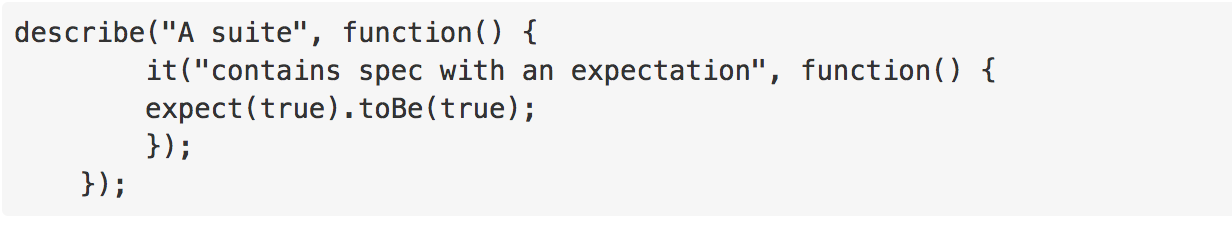 describe("A suite", function() {
        it("contains spec with an expectation", function() {
        expect(true).toBe(true);
        });
    });